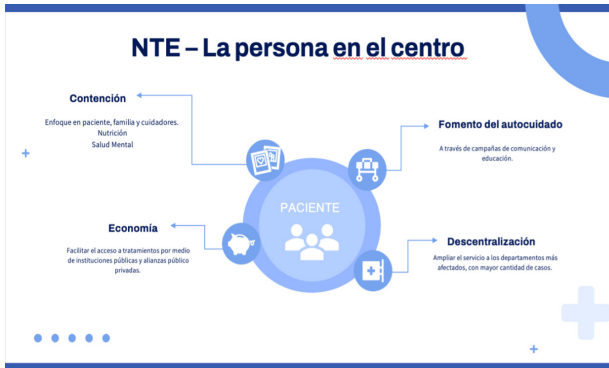 NTE – La persona en el centro
Contención
Enfoque en paciente, familia y cuidadores.
Nutrición
Salud Mental
Fomento del autocuidado
A través de campañas de comunicación y
educación.
PACIENTE
Economía
Facilitar el acceso a tratamientos por medio
de instituciones públicas y alianzas público
privadas.
Descentralización
Ampliar el servicio a los departamentos más
afectados, con mayor cantidad de casos.